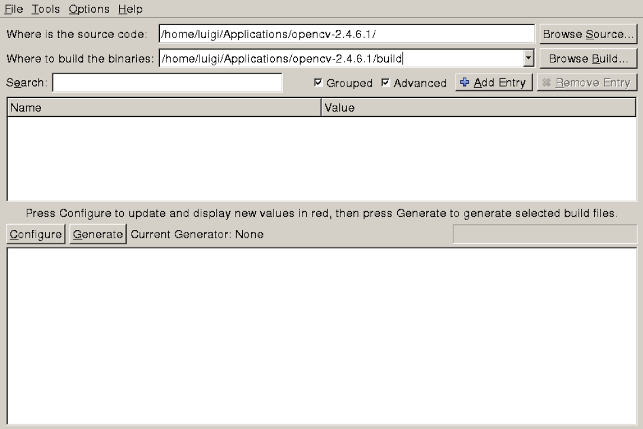 File Tools Options Help
Where is the source code: /home/luigi/Applications/opencv-2.4.6.1/ Browse Source...
Where to build the binaries: /home/luigi/Applications/opencv-2.4.6.1/build Browse Build...
Search: Grouped Advanced Add Entry Remove Entry
Name Value
Press Configure to update and display new values in red, then press Generate to generate selected build files.
Configure Generate Current Generator: None